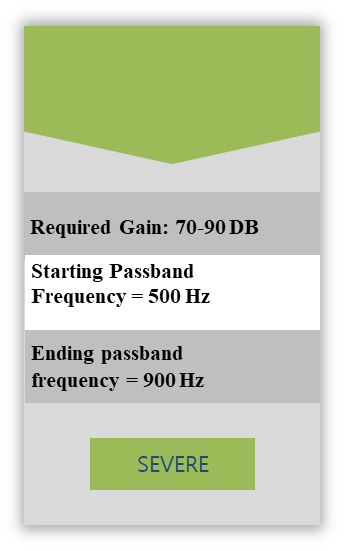 Required Gain: 70-90 DB
Starting Passband
Frequency = 500 Hz
Ending passband
frequency = 900 Hz
SEVERE